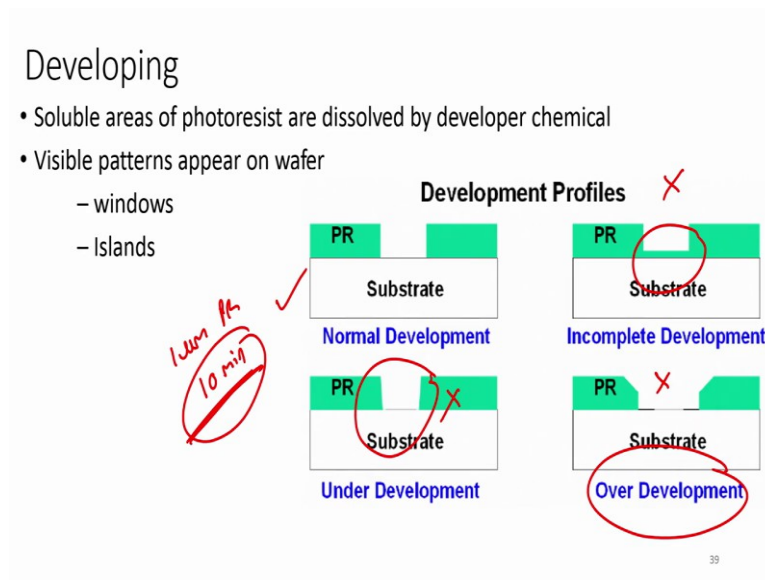 Developing
• Soluble areas of photoresist are dissolved by developer chemical
• Visible patterns appear on wafer
– windows
– Islands
Development Profiles
PR
Substrate
Normal Development
PR
Substrate
Incomplete Development
1um PR
10 min
PR
Substrate
Under Development
PR
Substrate
Over Development
39